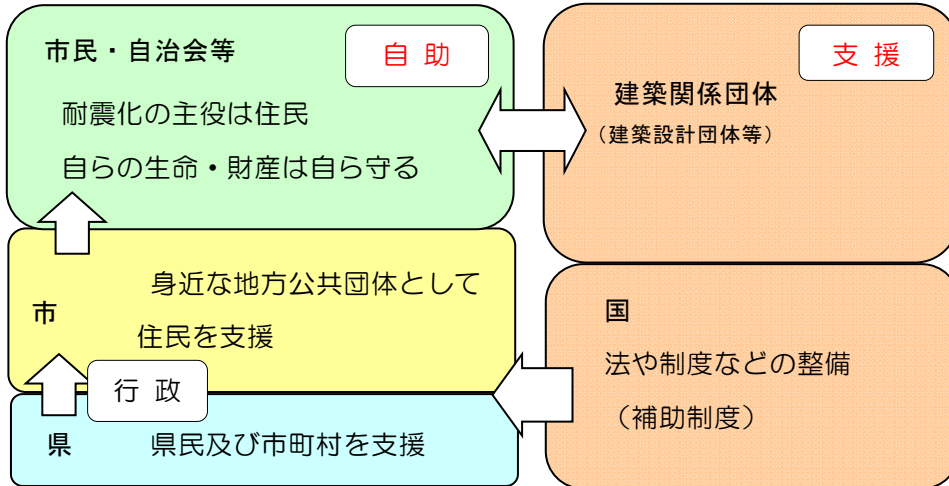 市民・自治会等
自助
耐震化の主役は住民
自らの生命・財産は自ら守る
支援
建築関係団体
（建築設計団体等）
市
身近な地方公共団体として
住民を支援
行政
県
県民及び市町村を支援
国
法や制度などの整備
（補助制度）